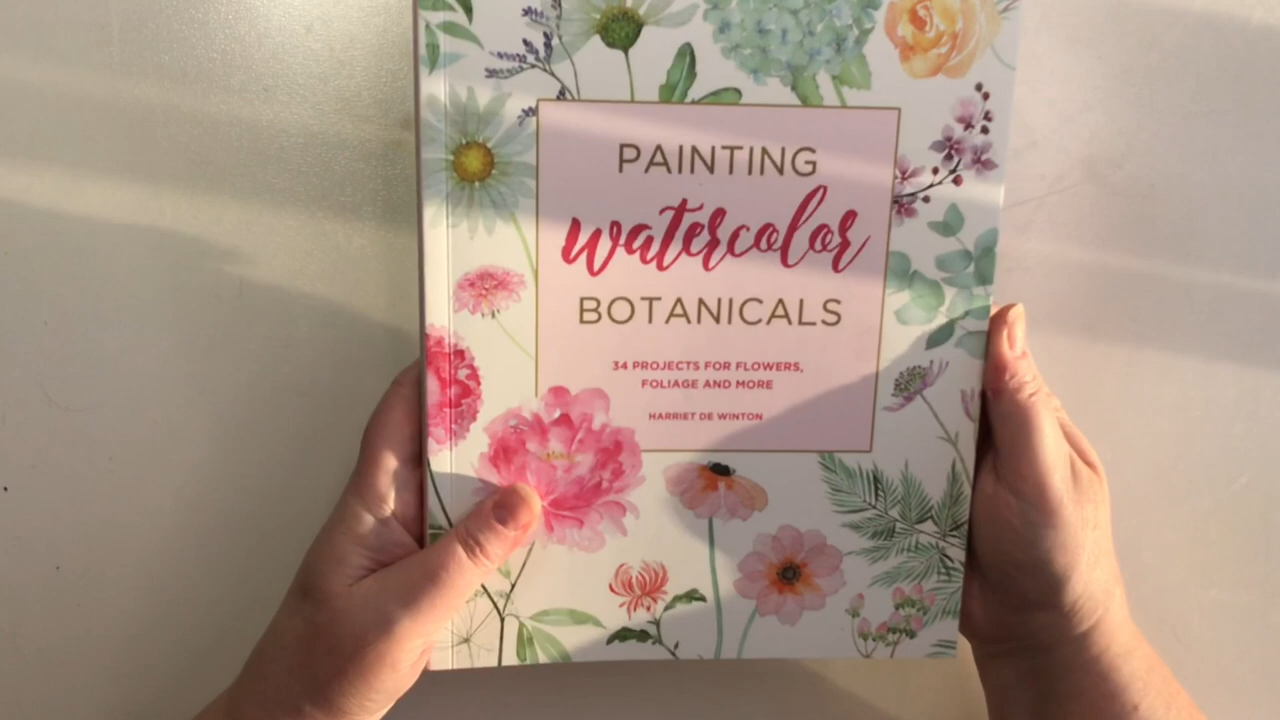 PAINTING
watercolor
BOTANICALS
34 PROJECTS FOR FLOWERS,
FOLIAGE AND MORE
HARRIET DE WINTON